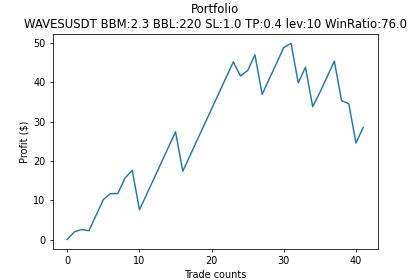 Portfolio
WAVESUSDT BBM:2.3 BBL:220 SL:1.0 TP:0.4 lev:10 WinRatio:76.0
50
40
30
20
10
0
Profit ($)
0 10 20 30 40
Trade counts